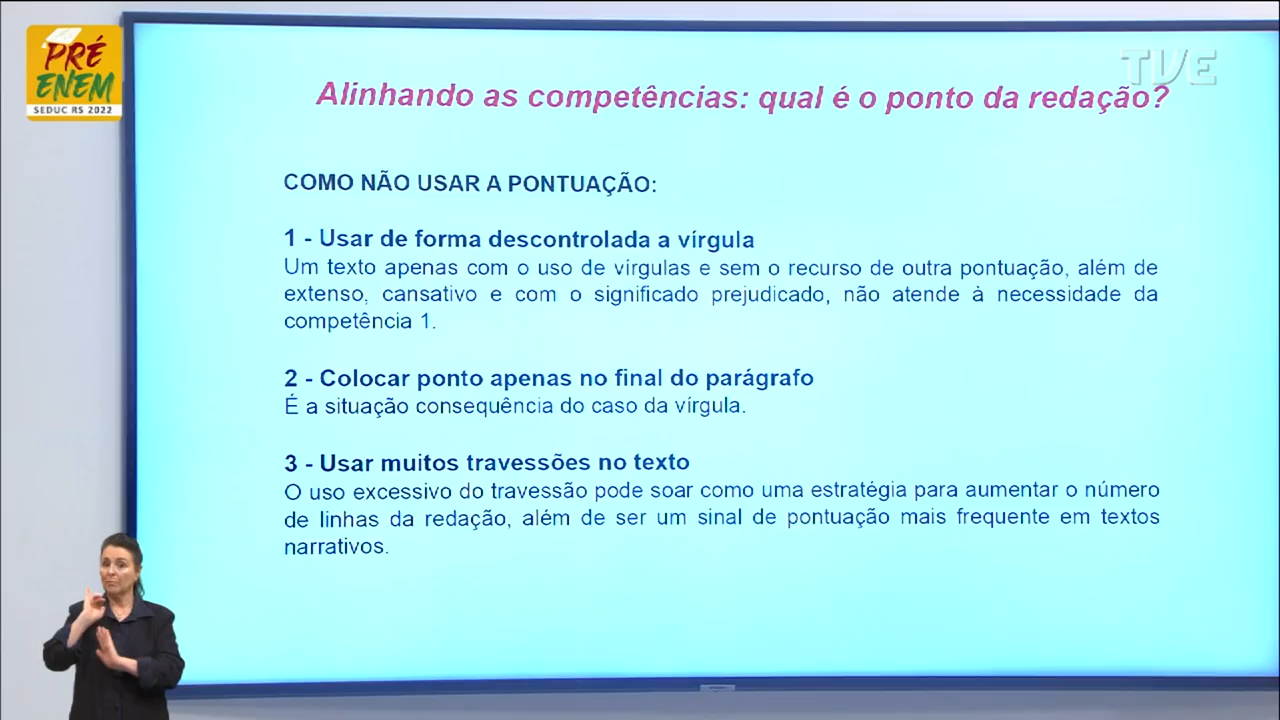 PRÉ
ENEM
SEDUC RS 2022
TVE
Alinhando as competências: qual é o ponto da redação?
COMO NÃO USAR A PONTUAÇÃO:
1 - Usar de forma descontrolada a vírgula
Um texto apenas com o uso de vírgulas e sem o recurso de outra pontuação, além de
extenso, cansativo e com o significado prejudicado, não atende à necessidade da
competência 1.
2 - Colocar ponto apenas no final do parágrafo
É a situação consequência do caso da vírgula.
3 - Usar muitos travessões no texto
O uso excessivo do travessão pode soar como uma estratégia para aumentar o número
de linhas da redação, além de ser um sinal de pontuação mais frequente em textos
narrativos.